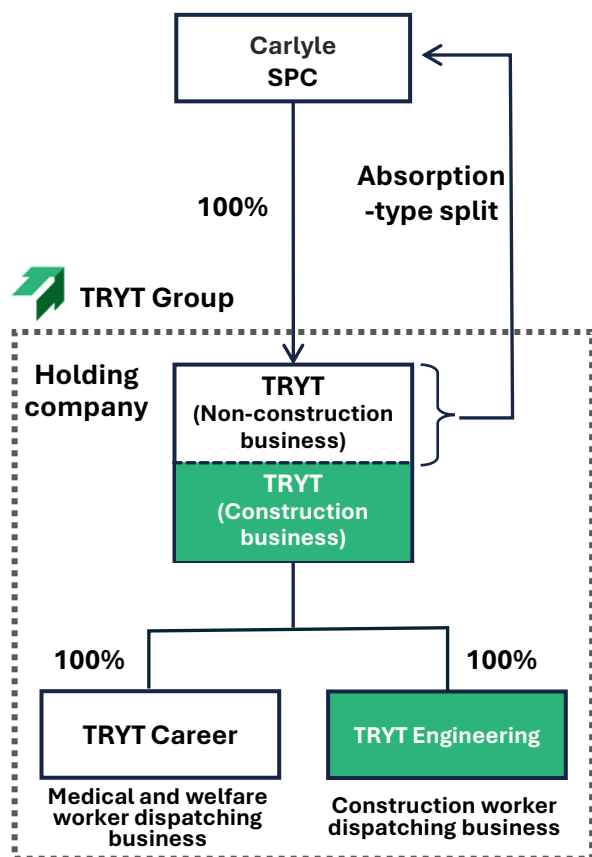 Carlyle
SPC
100%
Absorption
-type split
TRYT Group
Holding
company
TRYT
(Non-construction
business)
TRYT
(Construction
business)
100%
100%
TRYT Career
TRYT Engineering
Medical and welfare
worker dispatching
business
Construction worker
dispatching business